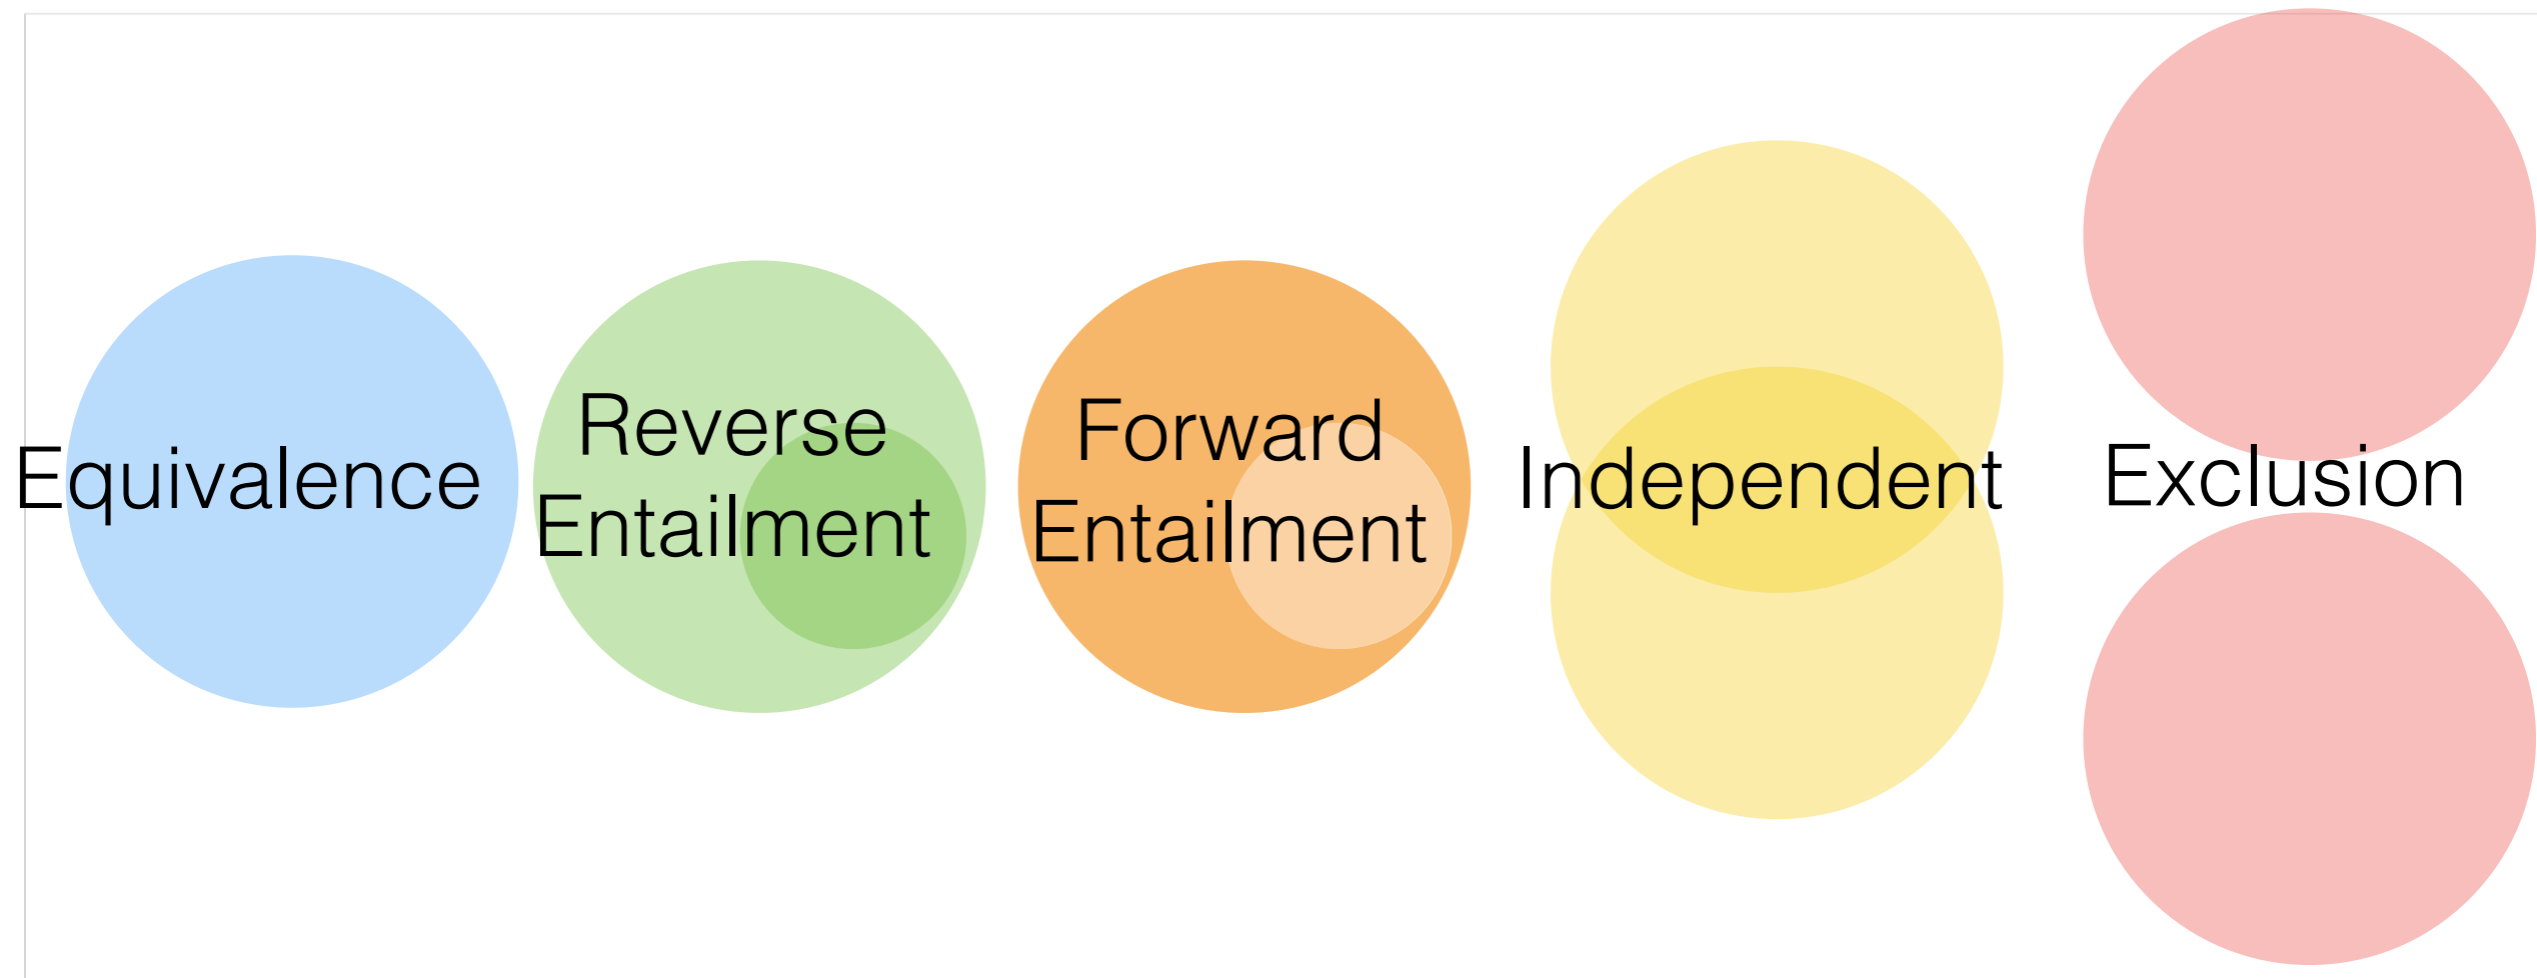 Equivalence
Reverse
Entailment
Forward
Entailment
Independent
Exclusion